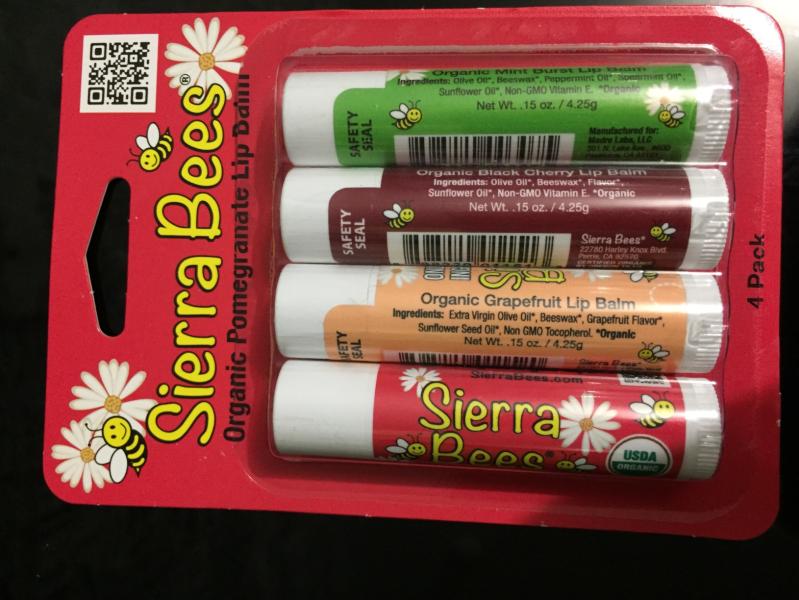 Sierra Bees®
Organic Pomegranate Lip Balm
4 Pack
Organic Mint Burst Lip Balm
Ingredients: Olive Oil*, Beeswax*, Peppermint Oil*, Spearmint Oil*,
Sunflower Oil*, Non-GMO Vitamin E. *Organic
Net Wt. .15 oz. / 4.25g
SAFETY
SEAL
Manufactured for:
Madre Labs, LLC
Organic Black Cherry Lip Balm
Ingredients: Olive Oil*, Beeswax*, Flavor*,
Sunflower Oil*, Non-GMO Vitamin E. *Organic
Net Wt. .15 oz. / 4.25g
SAFETY
SEAL
Sierra Bees®
22780 Harley Knox Blvd.
Perris, CA 92570
Organic Grapefruit Lip Balm
Ingredients: Extra Virgin Olive Oil*, Beeswax*, Grapefruit Flavor*,
Sunflower Seed Oil*, Non GMO Tocopherol. *Organic
Net Wt. .15 oz. / 4.25g
SEAL
Sierra Bees®
SierraBees.com
Sierra
Bees®
USDA
ORGANIC